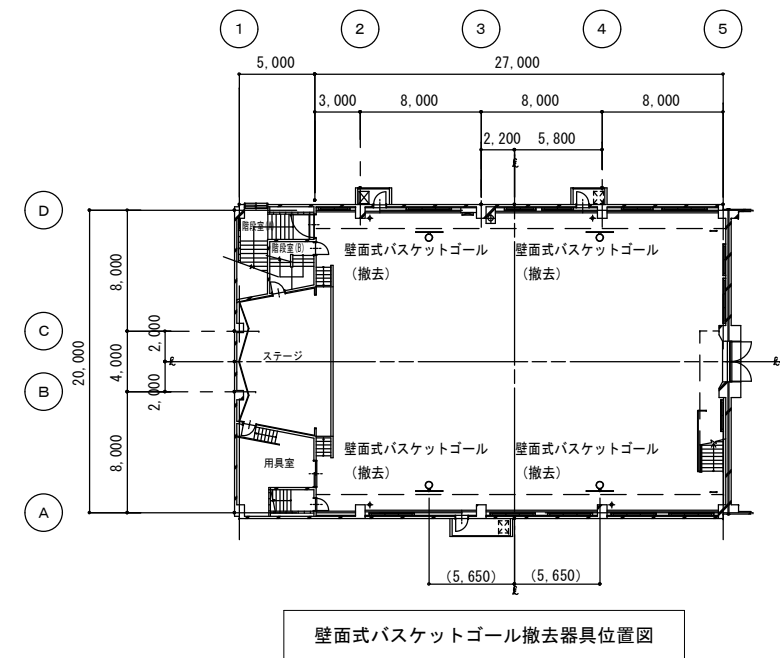 1 2 3 4 5
5,000 27,000
3,000 8,000 8,000 8,000
2,200 5,800
℄
D
階段室(A)
階段室(B)
壁面式バスケットゴール 壁面式バスケットゴール
(撤去) (撤去)
8,000
C
2,000
20,000 4,000
ステージ
℄ ℄
B
2,000
壁面式バスケットゴール 壁面式バスケットゴール
(撤去) (撤去)
8,000
用具室
A
(5,650) (5,650)
℄
壁面式バスケットゴール撤去器具位置図